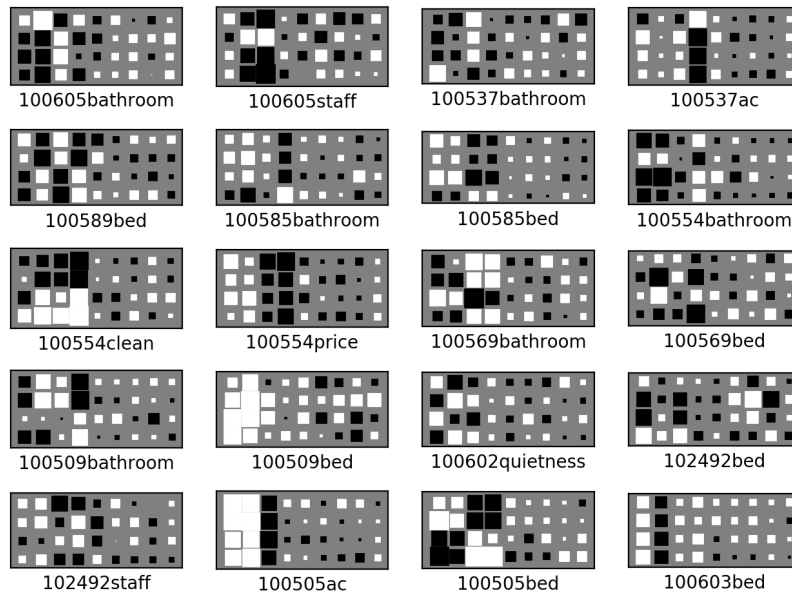 100605bathroom 100605staff 100537bathroom 100537ac
100589bed 100585bathroom 100585bed 100554bathroom
100554clean 100554price 100569bathroom 100569bed
100509bathroom 100509bed 100602quietness 102492bed
102492staff 100505ac 100505bed 100603bed